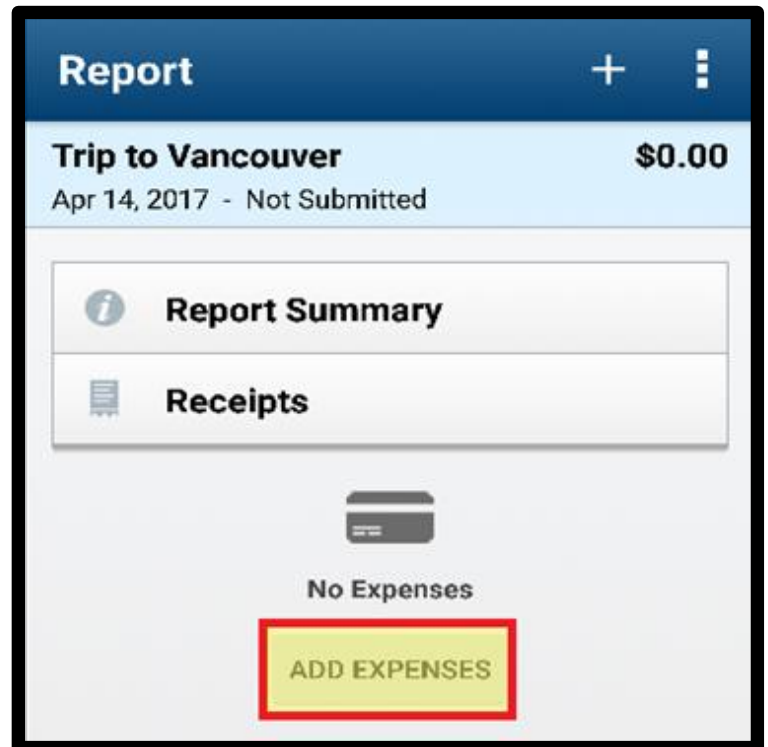 Report +
Trip to Vancouver $0.00
Apr 14, 2017 - Not Submitted
Report Summary
Receipts
No Expenses
ADD EXPENSES